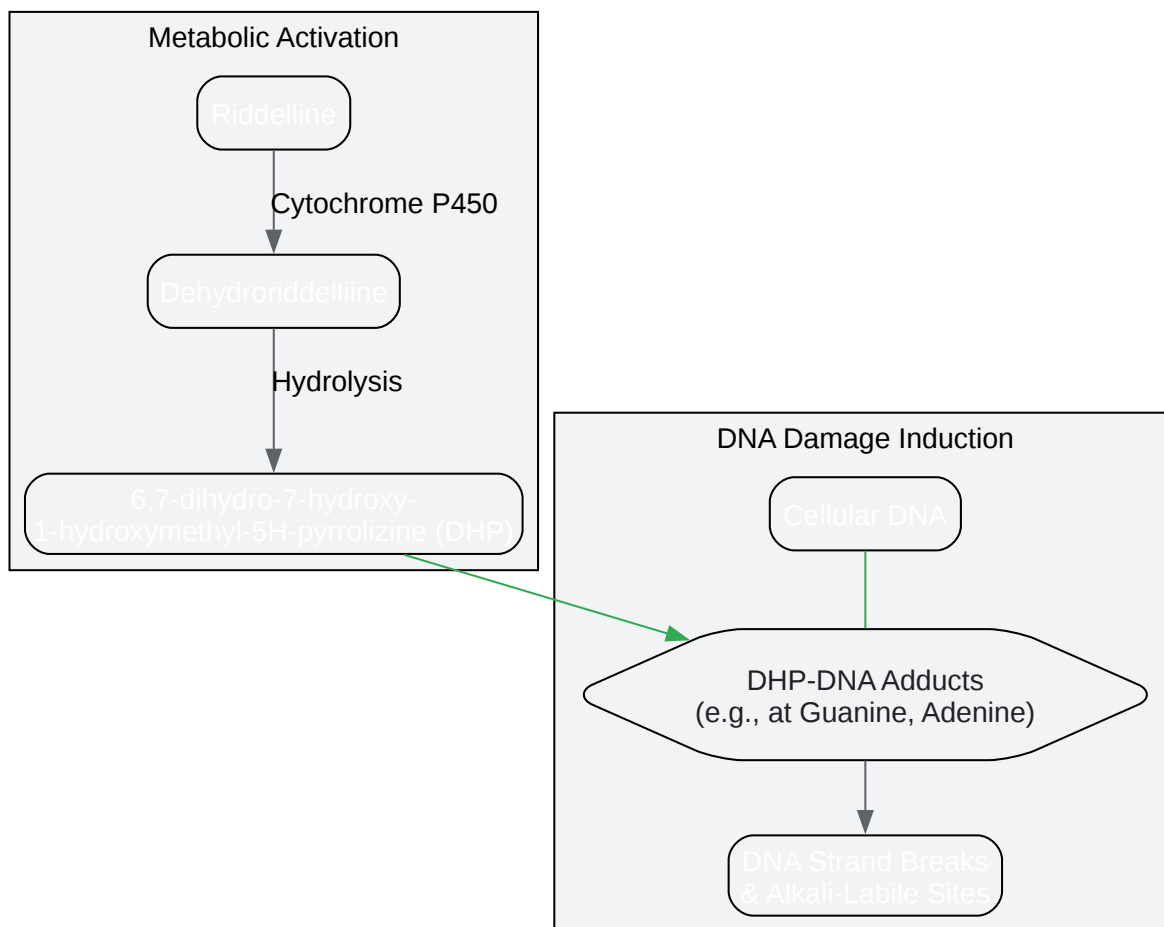 Metabolic Activation
Riddelline
Cytochrome P450
Dehydroriddelliine
Hydrolysis
6,7-dihydro-7-hydroxy-
1-hydroxymethyl-5H-pyrrolizine (DHP)
DNA Damage Induction
Cellular DNA
DHP-DNA Adducts
(e.g., at Guanine, Adenine)
DNA Strand Breaks
& Alkali-Labile Sites